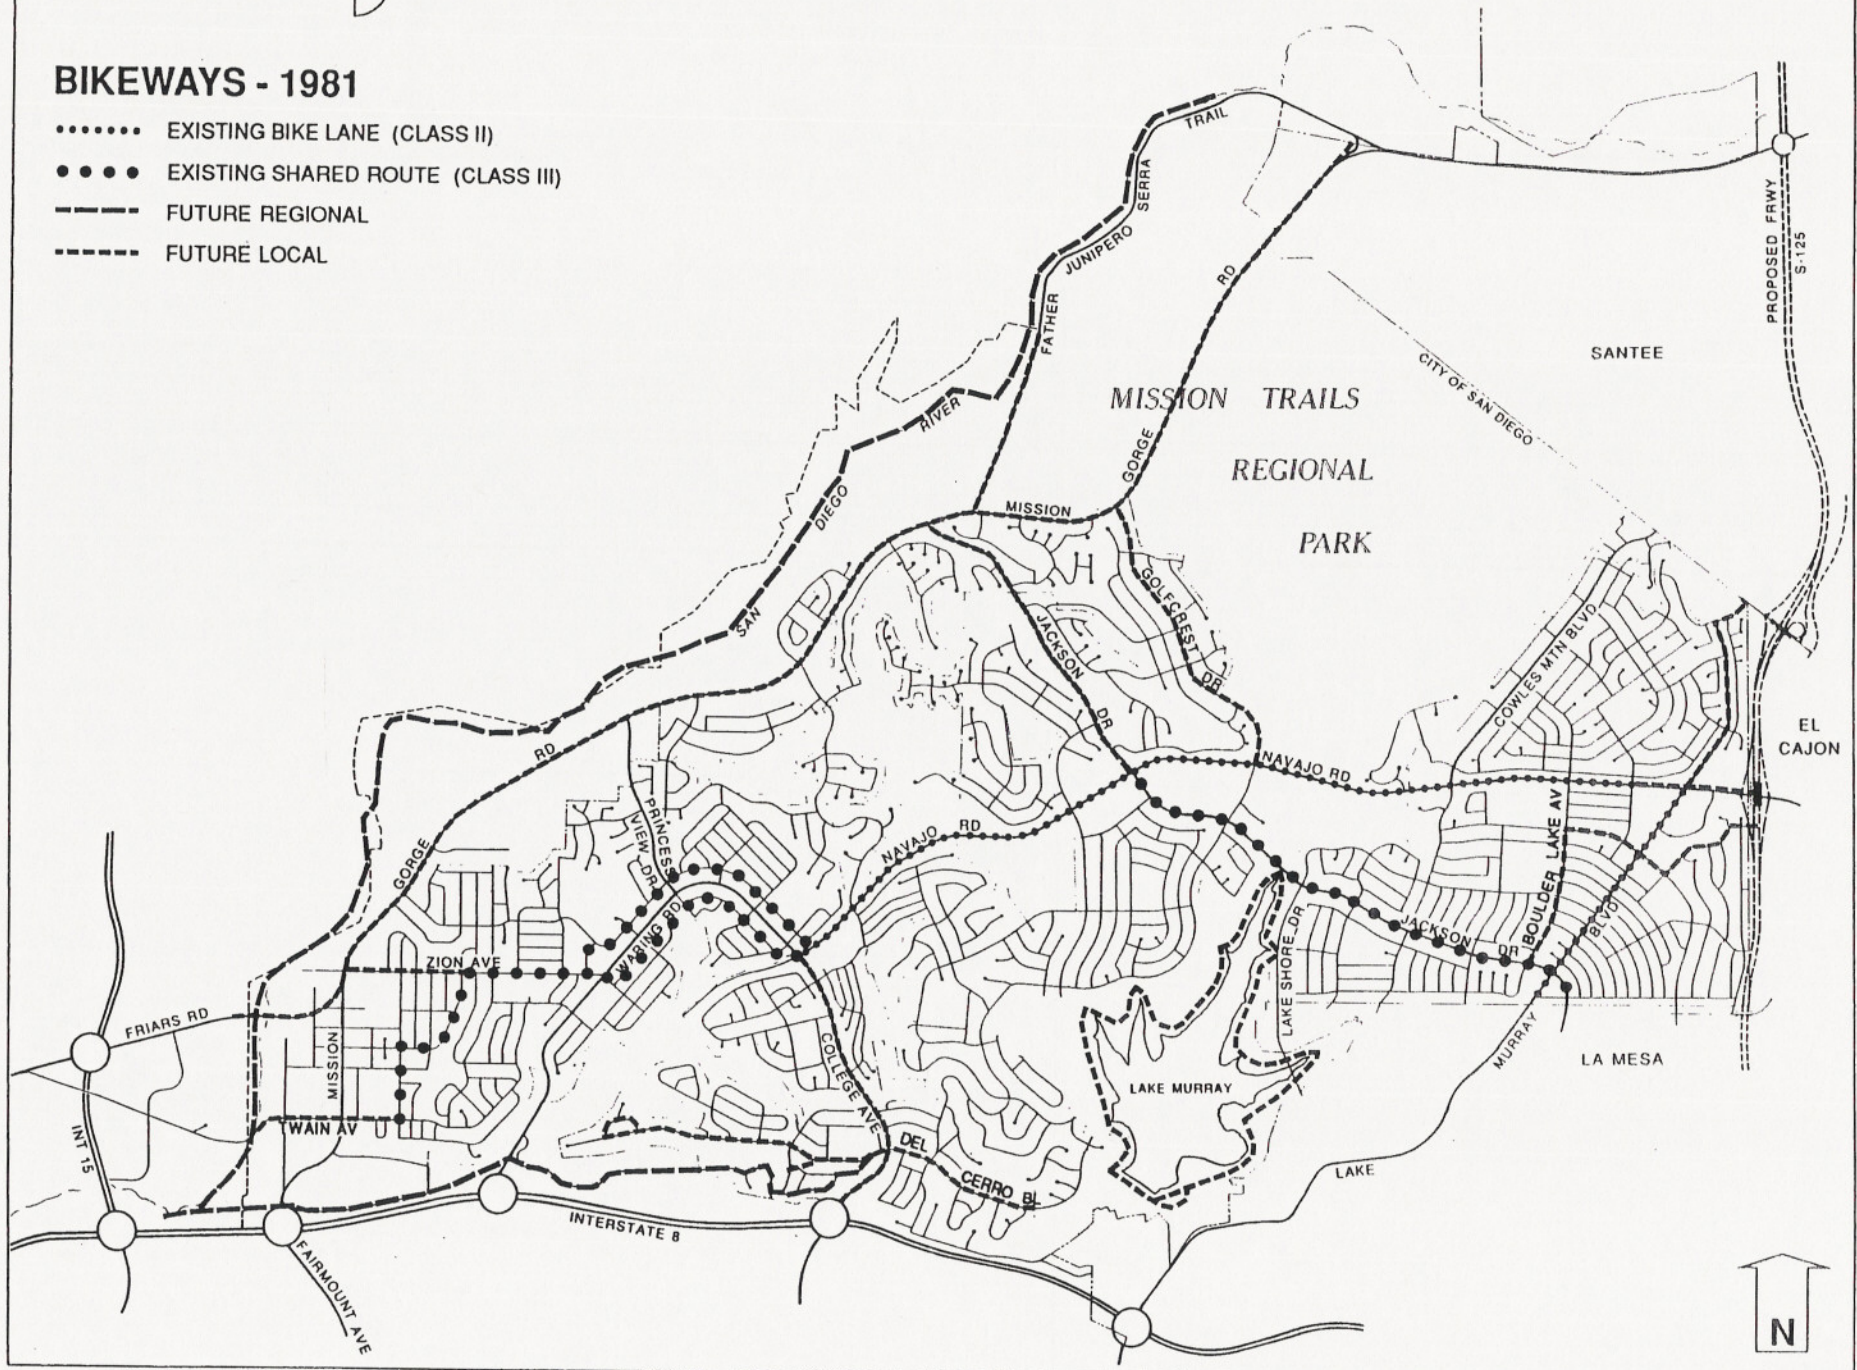 BIKEWAYS - 1981
EXISTING BIKE LANE (CLASS II)
EXISTING SHARED ROUTE (CLASS III)
FUTURE REGIONAL
FUTURE LOCAL
TRAIL
SERRA
JUNIPERO
FATHER
RD
GORGE
MISSION
PROPOSED FRWY
S-125
SANTEE
CITY OF SAN DIEGO
MISSION TRAILS
REGIONAL
PARK
RIVER
DIEGO
SAN
GOLFCREST
DR
JACKSON
DR
COWLES MTN BLVD
EL
CAJON
NAVAJO RD
RD
GORGE
PRINCESS
VIEW DR
NAVAJO RD
WARING RD
BOULDER LAKE AV
BLVD
JACKSON DR
LAKE SHORE DR
ZION AVE
FRIARS RD
MISSION
COLLEGE AVE
LAKE MURRAY
MURRAY
LA MESA
TWAIN AV
INT 15
DEL
CERRO BL
LAKE
INTERSTATE 8
FAIRMOUNT AVE
N